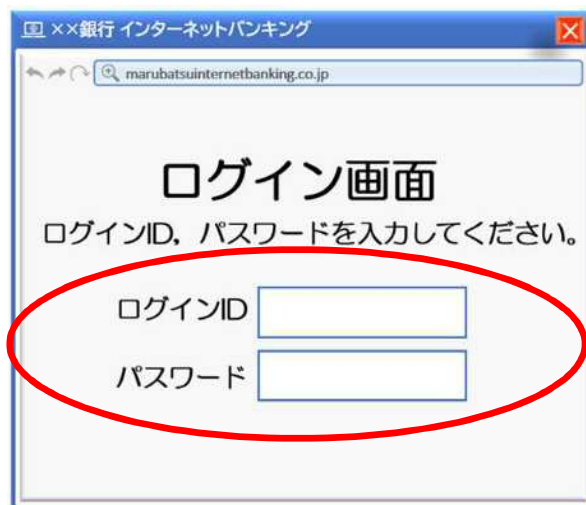 ××銀行 インターネットバンキング
marubatsuinternetbanking.co.jp
ログイン画面
ログインID，パスワードを入力してください。
ログインID
パスワード